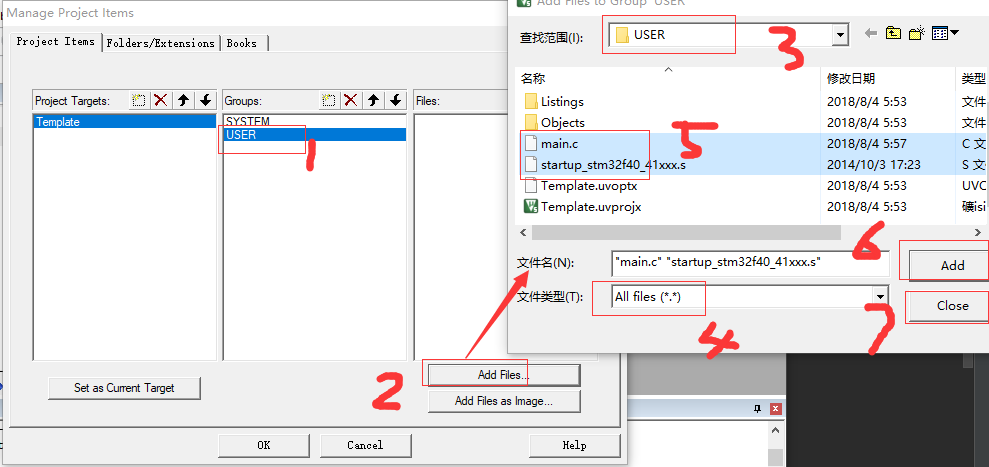 Manage Project Items
Project Items
Folders/Extensions
Books
Project Targets:
Groups:
Files:
Template
SYSTEM
USER
1
2
Add Files...
Set as Current Target
Add Files as Image...
OK
Cancel
Help
Add Files to Group 'USER'
查找范围(I):
USER
3
名称
修改日期
类型
Listings
2018/8/4 5:53
文件
Objects
2018/8/4 5:53
文件
5
main.c
2018/8/4 5:57
C 文
startup_stm32f40_41xxx.s
2014/10/3 17:23
S 文
Template.uvoptx
2018/8/4 5:53
UVC
Template.uvprojx
2018/8/4 5:53
礦isi
6
文件名(N):
"main.c" "startup_stm32f40_41xxx.s"
Add
文件类型(T):
All files (*.*)
Close
4
7